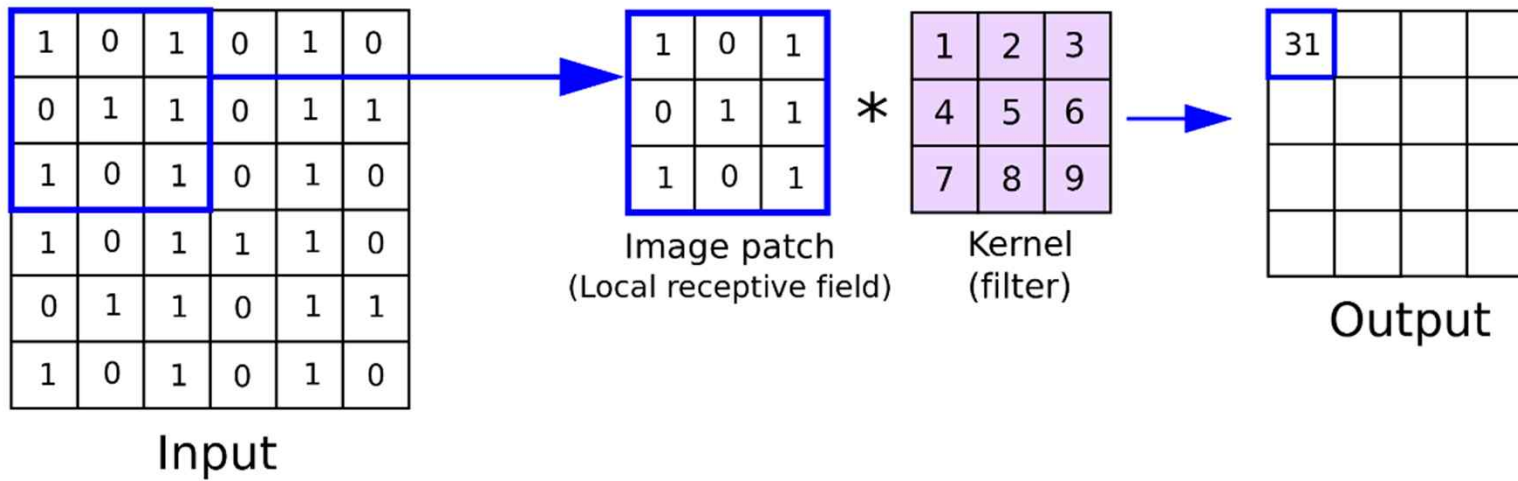 1 0 1 0 1 0
0 1 1 0 1 1
1 0 1 0 1 0
1 0 1 1 1 0
0 1 1 0 1 1
1 0 1 0 1 0
Input
1 0 1
0 1 1
1 0 1
Image patch
(Local receptive field)
*
1 2 3
4 5 6
7 8 9
Kernel
(filter)
31
Output